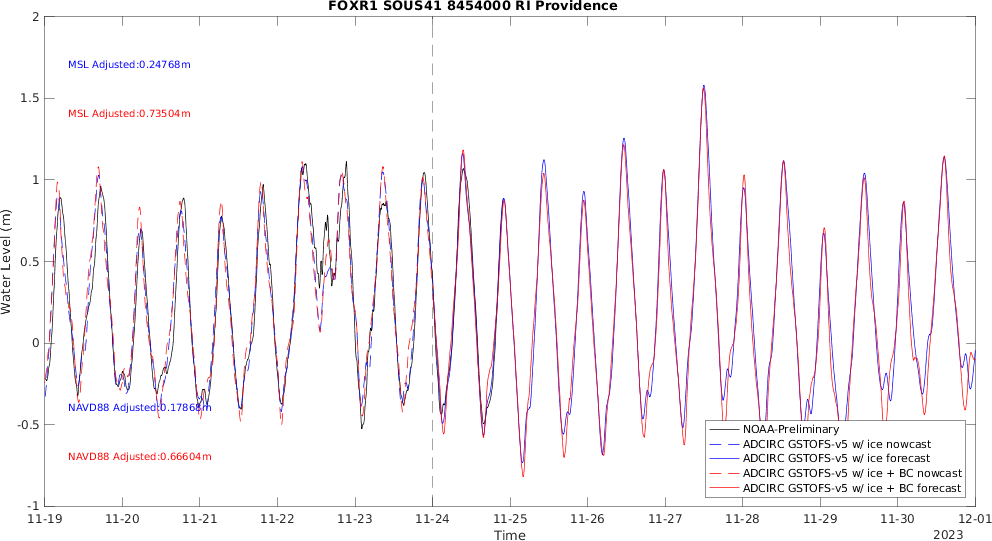 FOXR1 SOUS41 8454000 RI Providence
2
1.5
1
0.5
0
-0.5
-1
Water Level (m)
MSL Adjusted:0.24768m
MSL Adjusted:0.73504m
NAVD88 Adjusted:0.17868m
NAVD88 Adjusted:0.66604m
NOAA-Preliminary
ADCIRC GSTOFS-v5 w/ ice nowcast
ADCIRC GSTOFS-v5 w/ ice forecast
ADCIRC GSTOFS-v5 w/ ice + BC nowcast
ADCIRC GSTOFS-v5 w/ ice + BC forecast
11-19 11-20 11-21 11-22 11-23 11-24 11-25 11-26 11-27 11-28 11-29 11-30 12-01
Time
2023